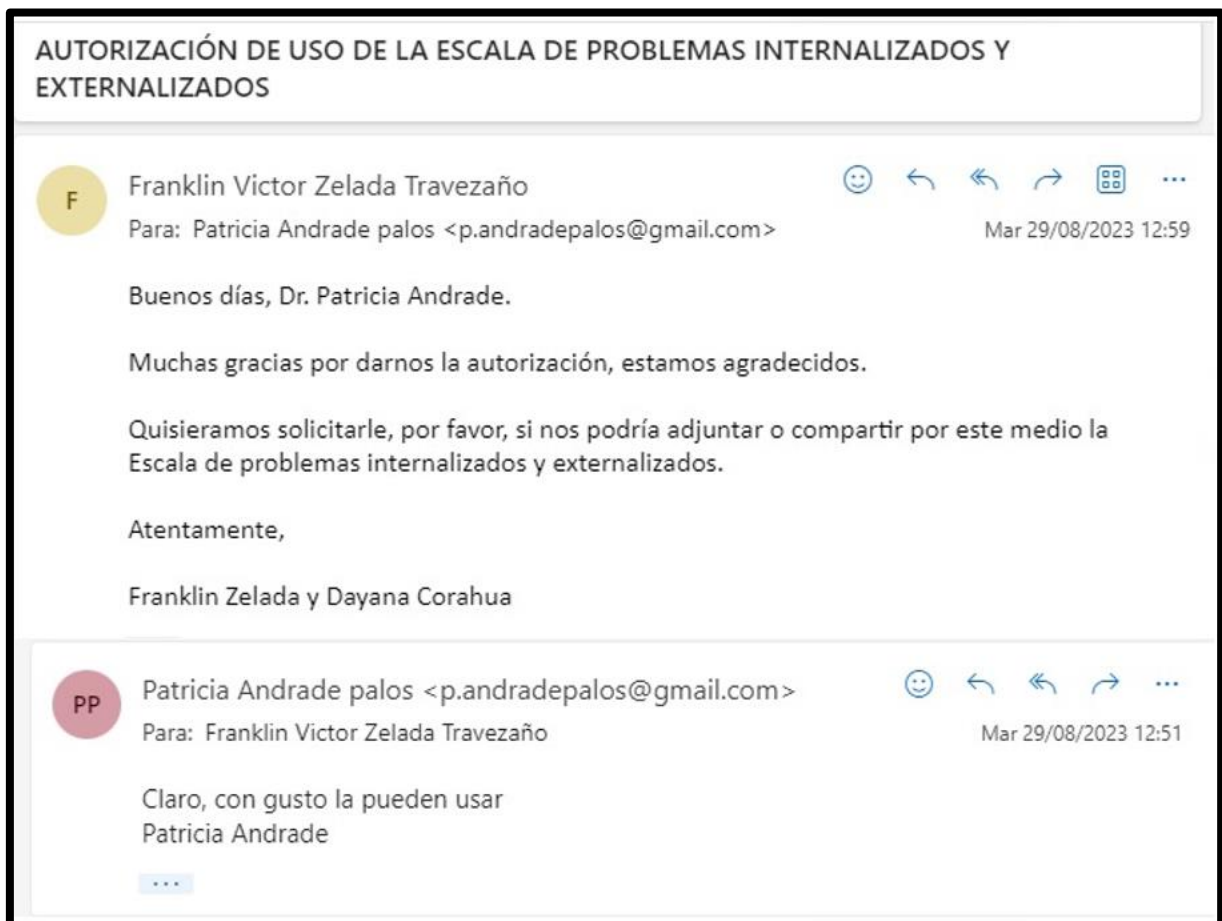 AUTORIZACIÓN DE USO DE LA ESCALA DE PROBLEMAS INTERNALIZADOS Y
EXTERNALIZADOS
F
Franklin Victor Zelada Travezaño
Para: Patricia Andrade palos <p.andradepalos@gmail.com>
Mar 29/08/2023 12:59
Buenos días, Dr. Patricia Andrade.
Muchas gracias por darnos la autorización, estamos agradecidos.
Quisieramos solicitarle, por favor, si nos podría adjuntar o compartir por este medio la
Escala de problemas internalizados y externalizados.
Atentamente,
Franklin Zelada y Dayana Corahua
PP
Patricia Andrade palos <p.andradepalos@gmail.com>
Para: Franklin Victor Zelada Travezaño
Mar 29/08/2023 12:51
Claro, con gusto la pueden usar
Patricia Andrade